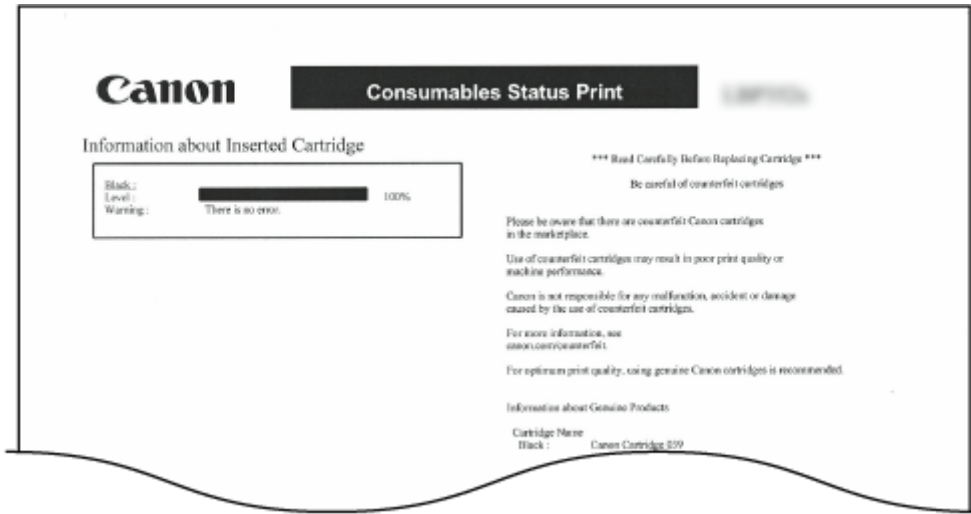 Canon
Consumables Status Print
Information about Inserted Cartridge
Black :
Level :
100%
Warning :
There is no error.
*** Read Carefully Before Replacing Cartridge ***
Be careful of counterfeit cartridges
Please be aware that there are counterfeit Canon cartridges
in the marketplace.
Use of counterfeit cartridges may result in poor print quality or
machine performance.
Canon is not responsible for any malfunction, accident or damage
caused by the use of counterfeit cartridges.
For more information, see
canon.com/counterfeit.
For optimum print quality, using genuine Canon cartridges is recommended.
Information about Genuine Products
Cartridge Name
Black :
Canon Cartridge 039